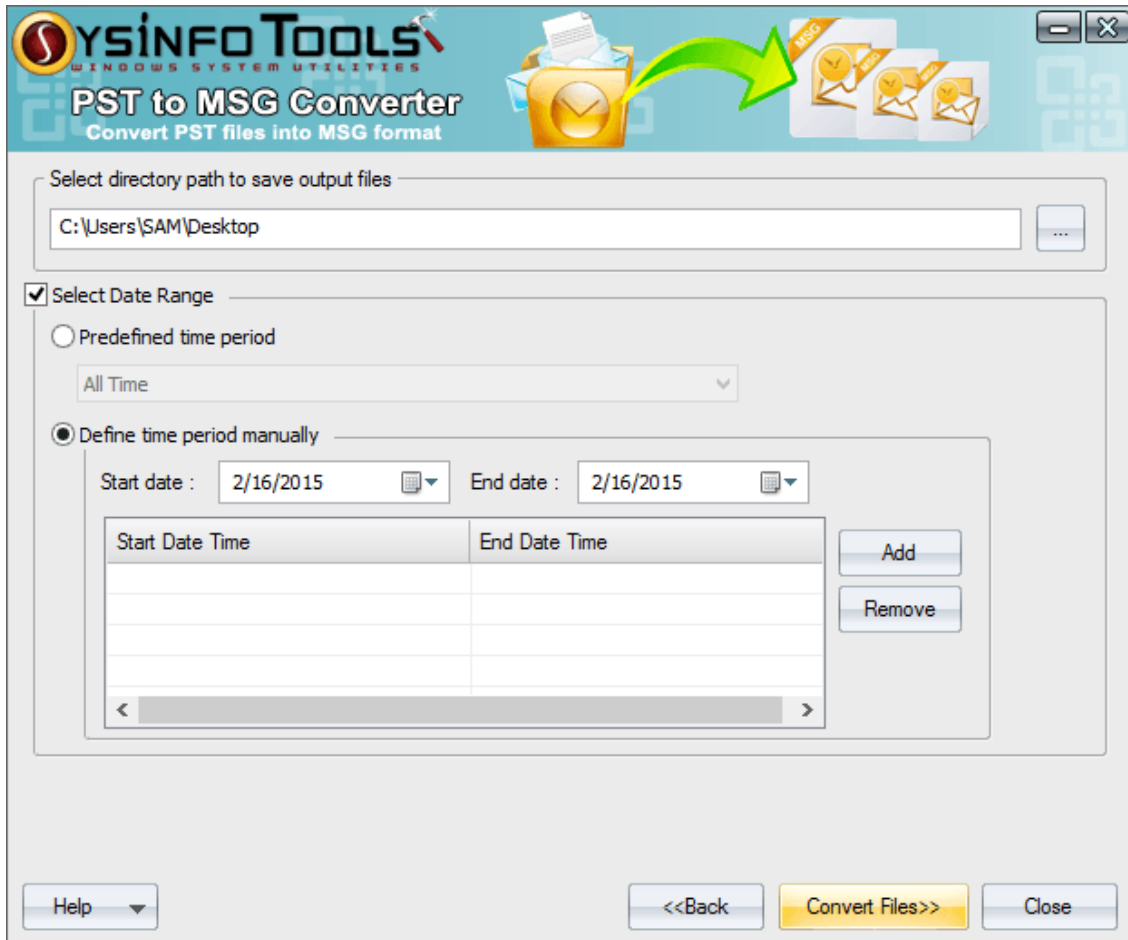 SYSINFO TOOLS
WINDOWS SYSTEM UTILITIES
PST to MSG Converter
Convert PST files into MSG format
MSG
MSG
MSG
Select directory path to save output files
C:\Users\SAM\Desktop
...
Select Date Range
Predefined time period
All Time
Define time period manually
Start date : 2/16/2015 End date : 2/16/2015
Start Date Time End Date Time
Add
Remove
Help <<Back Convert Files>> Close